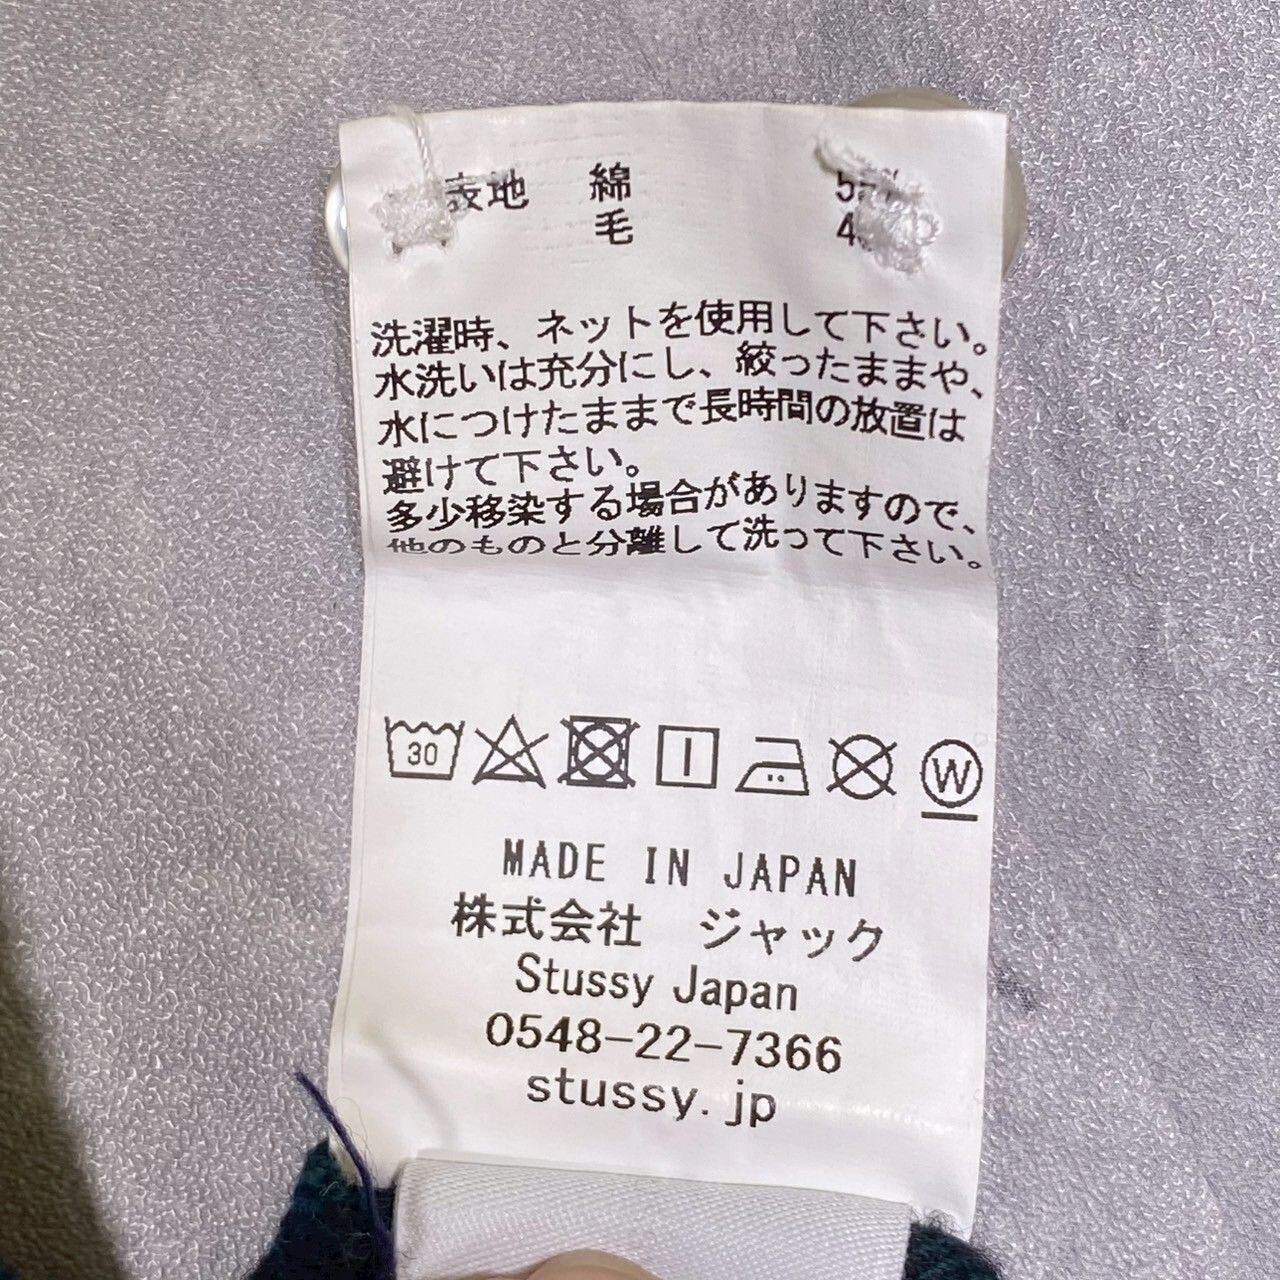 表地 綿
毛
洗濯時、ネットを使用して下さい。
水洗いは充分にし、絞ったままや、
水につけたままで長時間の放置は
避けて下さい。
多少移染する場合がありますので、
他のものと分離して洗って下さい。
30
W
MADE IN JAPAN
株式会社 ジャック
Stussy Japan
0548-22-7366
stussy.jp